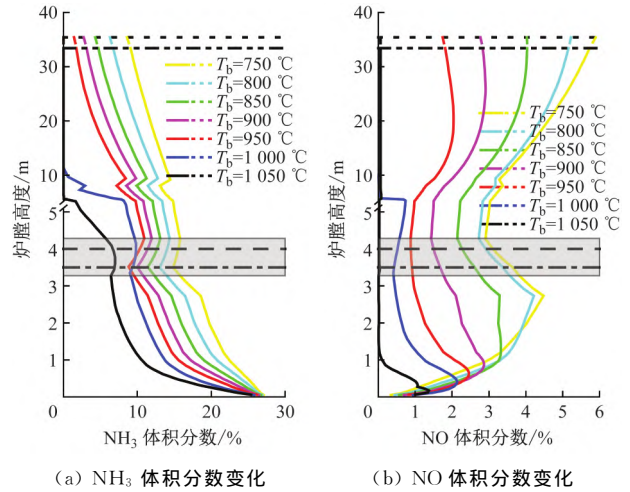 40
30
20
10
5
4
3
2
1
炉膛高度/m
T_b=750 ℃
T_b=800 ℃
T_b=850 ℃
T_b=900 ℃
T_b=950 ℃
T_b=1 000 ℃
T_b=1 050 ℃
0 10 20 30
NH₃ 体积分数/%
(a) NH₃ 体积分数变化
40
30
20
10
5
4
3
2
1
炉膛高度/m
T_b=750 ℃
T_b=800 ℃
T_b=850 ℃
T_b=900 ℃
T_b=950 ℃
T_b=1 000 ℃
T_b=1 050 ℃
0 1 2 3 4 5 6
NO 体积分数/%
(b) NO 体积分数变化